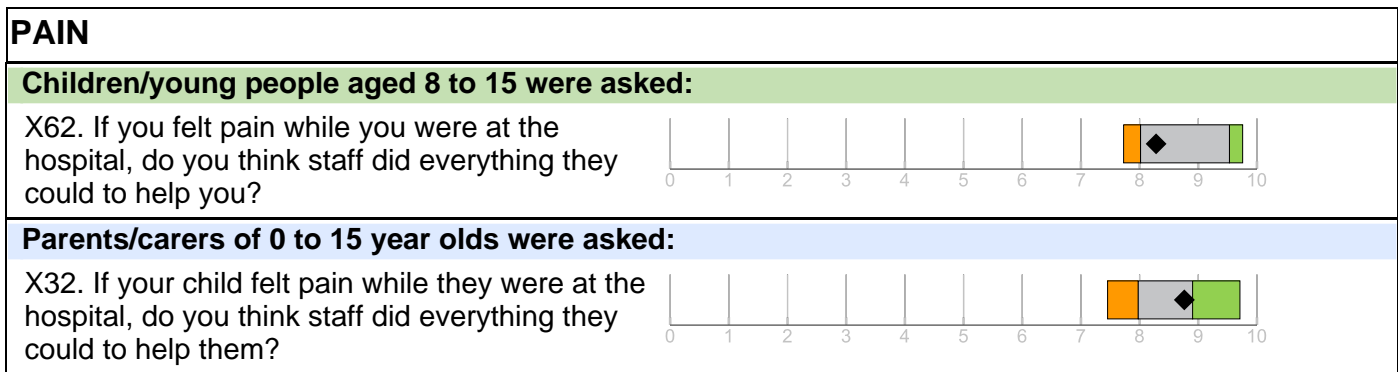 PAIN
Children/young people aged 8 to 15 were asked:
X62. If you felt pain while you were at the
hospital, do you think staff did everything they
could to help you?
0 1 2 3 4 5 6 7 8 9 10
Parents/carers of 0 to 15 year olds were asked:
X32. If your child felt pain while they were at the
hospital, do you think staff did everything they
could to help them?
0 1 2 3 4 5 6 7 8 9 10